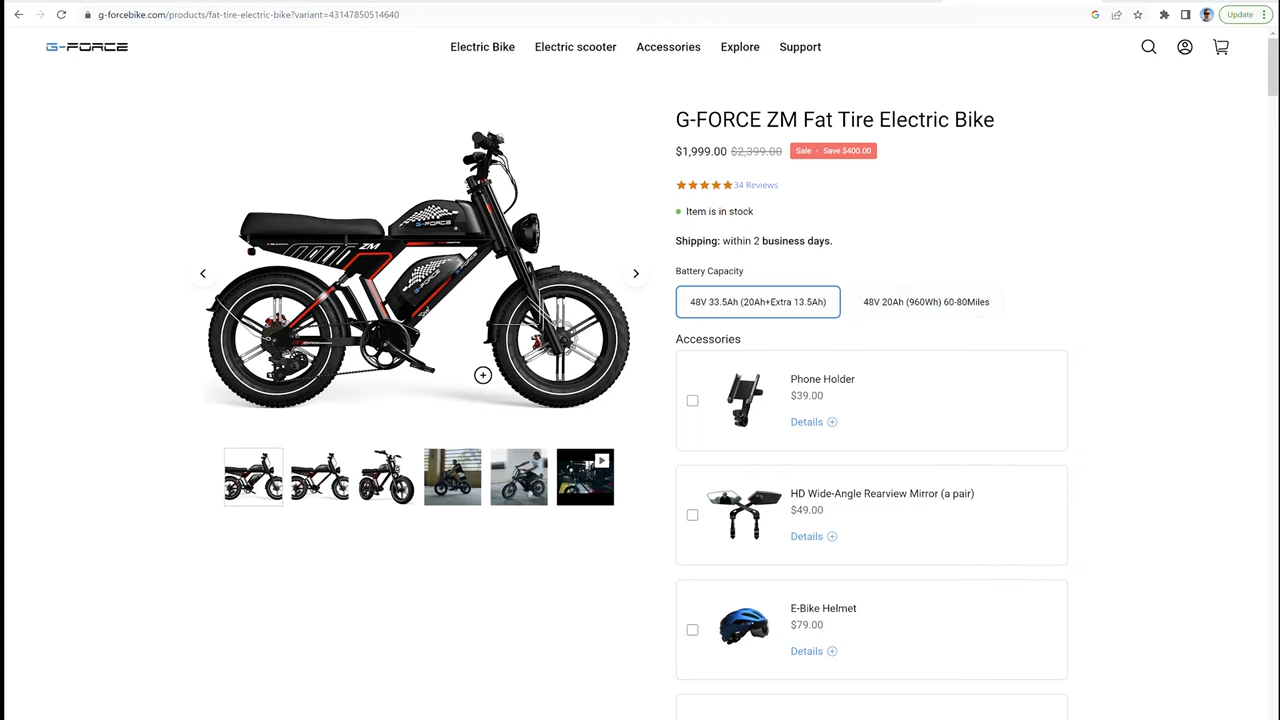 g-forcebike.com/products/fat-tire-electric-bike?variant=43147850514640
Update
G-FORCE
Electric Bike
Electric scooter
Accessories
Explore
Support
G-FORCE ZM Fat Tire Electric Bike
$1,999.00 $2,399.00 Sale • Save $400.00
34 Reviews
Item is in stock
Shipping: within 2 business days.
Battery Capacity
48V 33.5Ah (20Ah+Extra 13.5Ah)
48V 20Ah (960Wh) 60-80Miles
Accessories
Phone Holder
$39.00
Details
HD Wide-Angle Rearview Mirror (a pair)
$49.00
Details
E-Bike Helmet
$79.00
Details
G-FORCE
ZM
G-FORCE